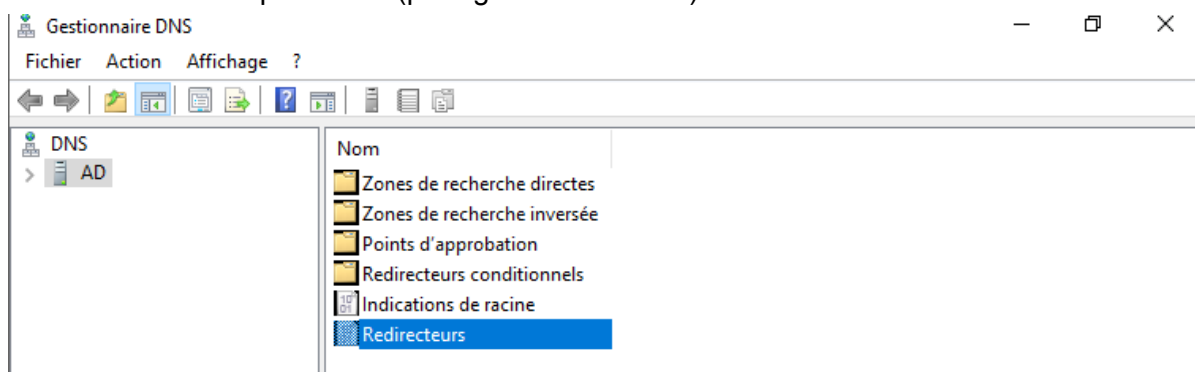 Gestionnaire DNS
Fichier Action Affichage ?
DNS
AD
Nom
Zones de recherche directes
Zones de recherche inversée
Points d'approbation
Redirecteurs conditionnels
Indications de racine
Redirecteurs